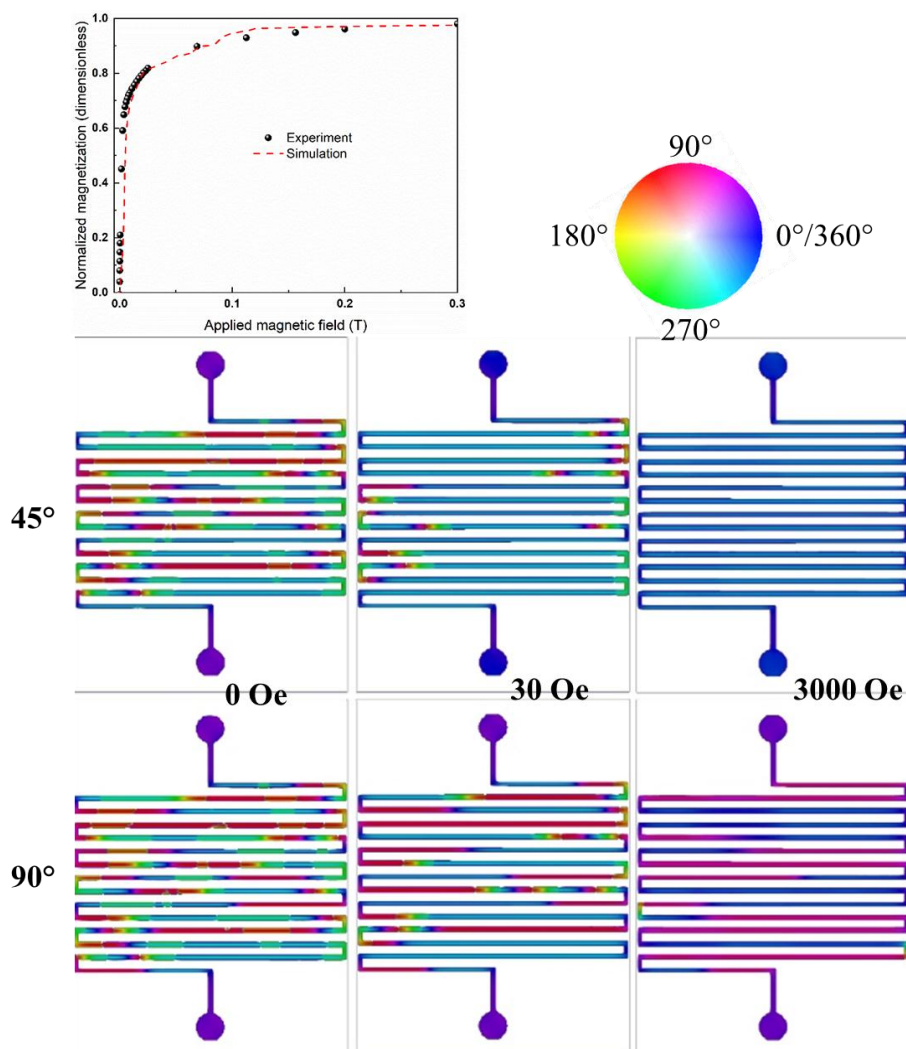 1.0
0.8
0.6
0.4
0.2
0.0
Normalized magnetization (dimensionless)
Experiment
Simulation
0.0 0.1 0.2 0.3
Applied magnetic field (T)
90°
180° 0°/360°
270°
45°
0 Oe 30 Oe 3000 Oe
90°